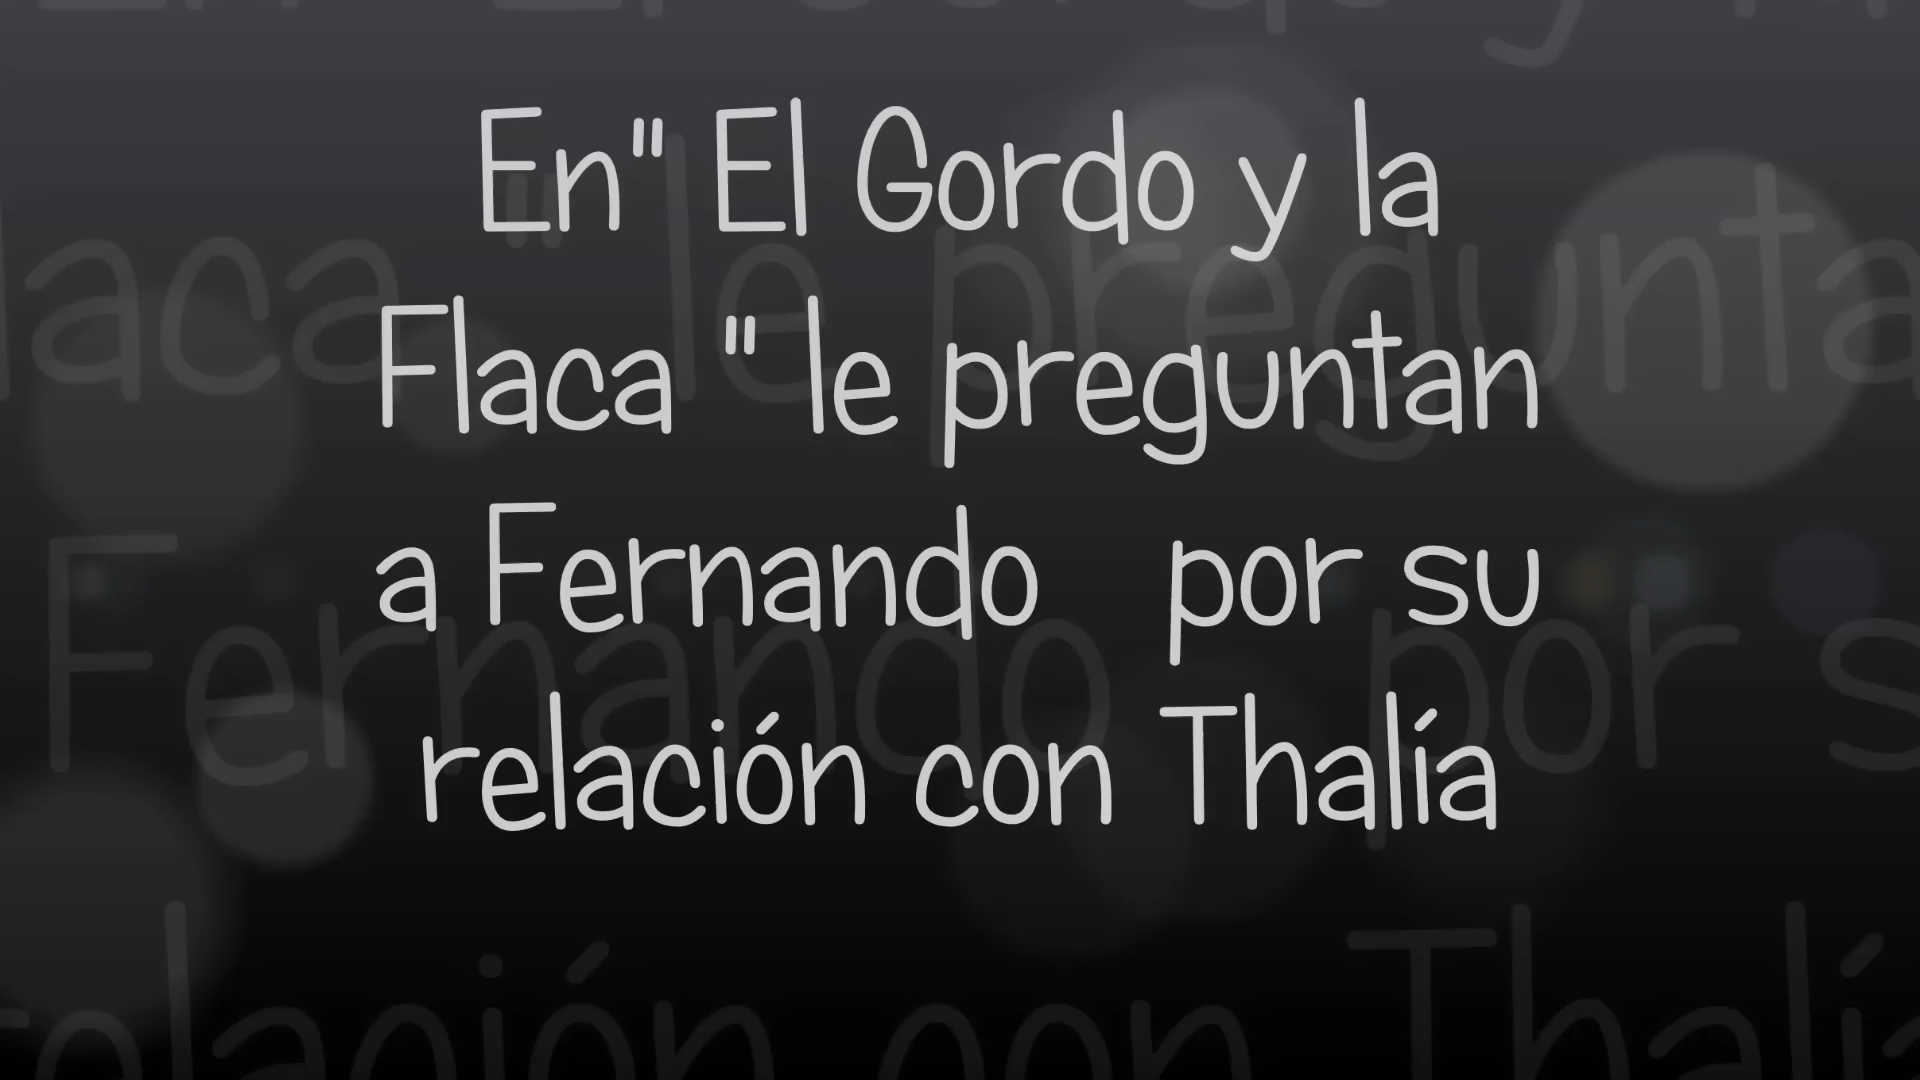 En" El Gordo y la
Flaca " le preguntan
a Fernando por su
relación con Thalía